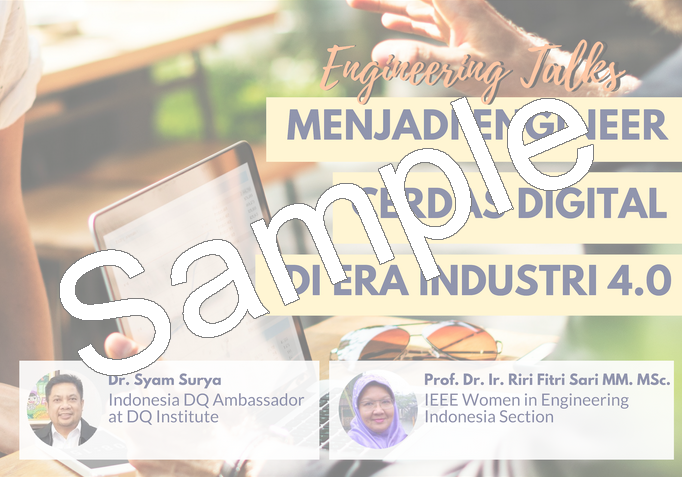 Engineering Talks
MENJADI ENGINEER
CERDAS DIGITAL
DI ERA INDUSTRI 4.0
Sample
Dr. Syam Surya
Indonesia DQ Ambassador
at DQ Institute
Prof. Dr. Ir. Riri Fitri Sari MM. MSc.
IEEE Women in Engineering
Indonesia Section